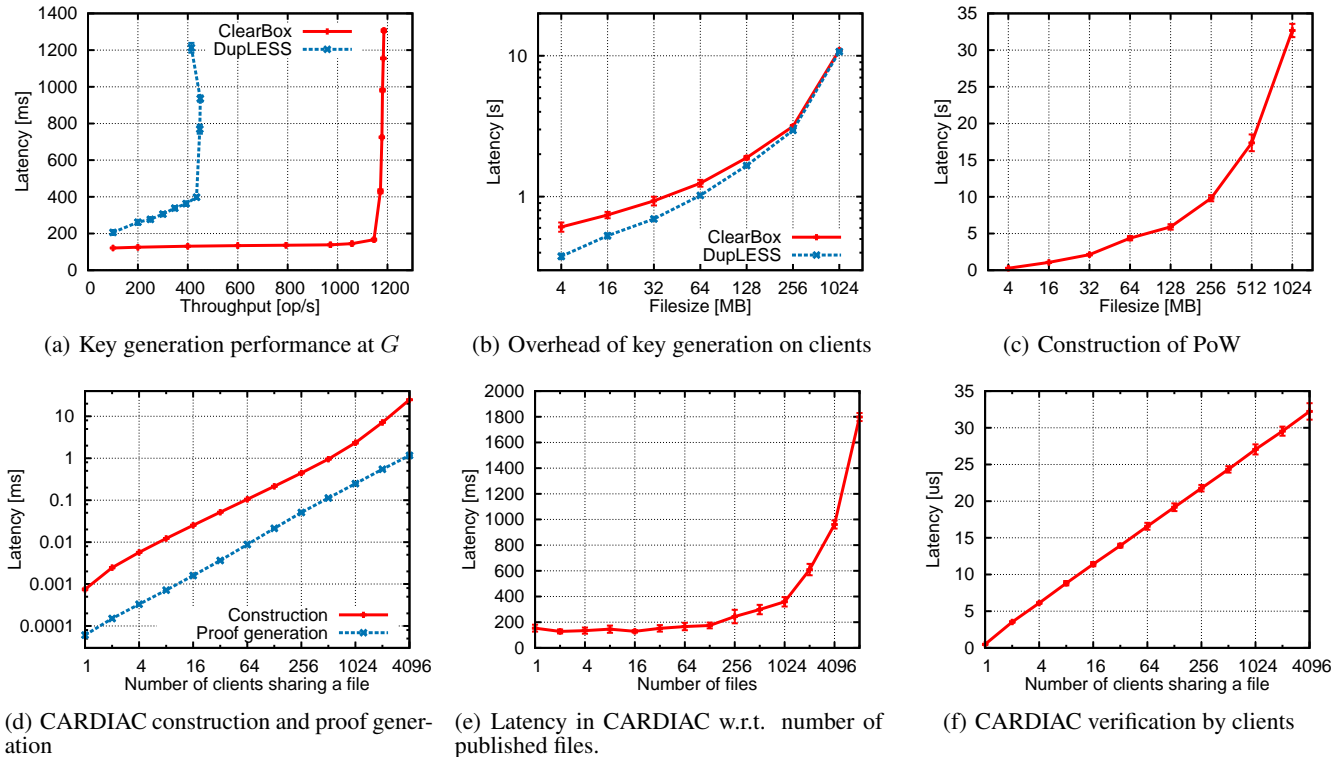 1400
1200
1000
800
600
400
200
0
Latency [ms]
ClearBox
DupLESS
0 200 400 600 800 1000 1200
Throughput [op/s]
(a) Key generation performance at G
10
1
Latency [s]
ClearBox
DupLESS
4 16 32 64 128 256 1024
Filesize [MB]
(b) Overhead of key generation on clients
35
30
25
20
15
10
5
0
Latency [s]
4 16 32 64 128 256 512 1024
Filesize [MB]
(c) Construction of PoW
10
1
0.1
0.01
0.001
0.0001
Latency [ms]
Construction
Proof generation
1 4 16 64 256 1024 4096
Number of clients sharing a file
(d) CARDIAC construction and proof gener-
ation
2000
1800
1600
1400
1200
1000
800
600
400
200
0
Latency [ms]
1 4 16 64 256 1024 4096
Number of files
(e) Latency in CARDIAC w.r.t. number of
published files.
35
30
25
20
15
10
5
0
Latency [us]
1 4 16 64 256 1024 4096
Number of clients sharing a file
(f) CARDIAC verification by clients